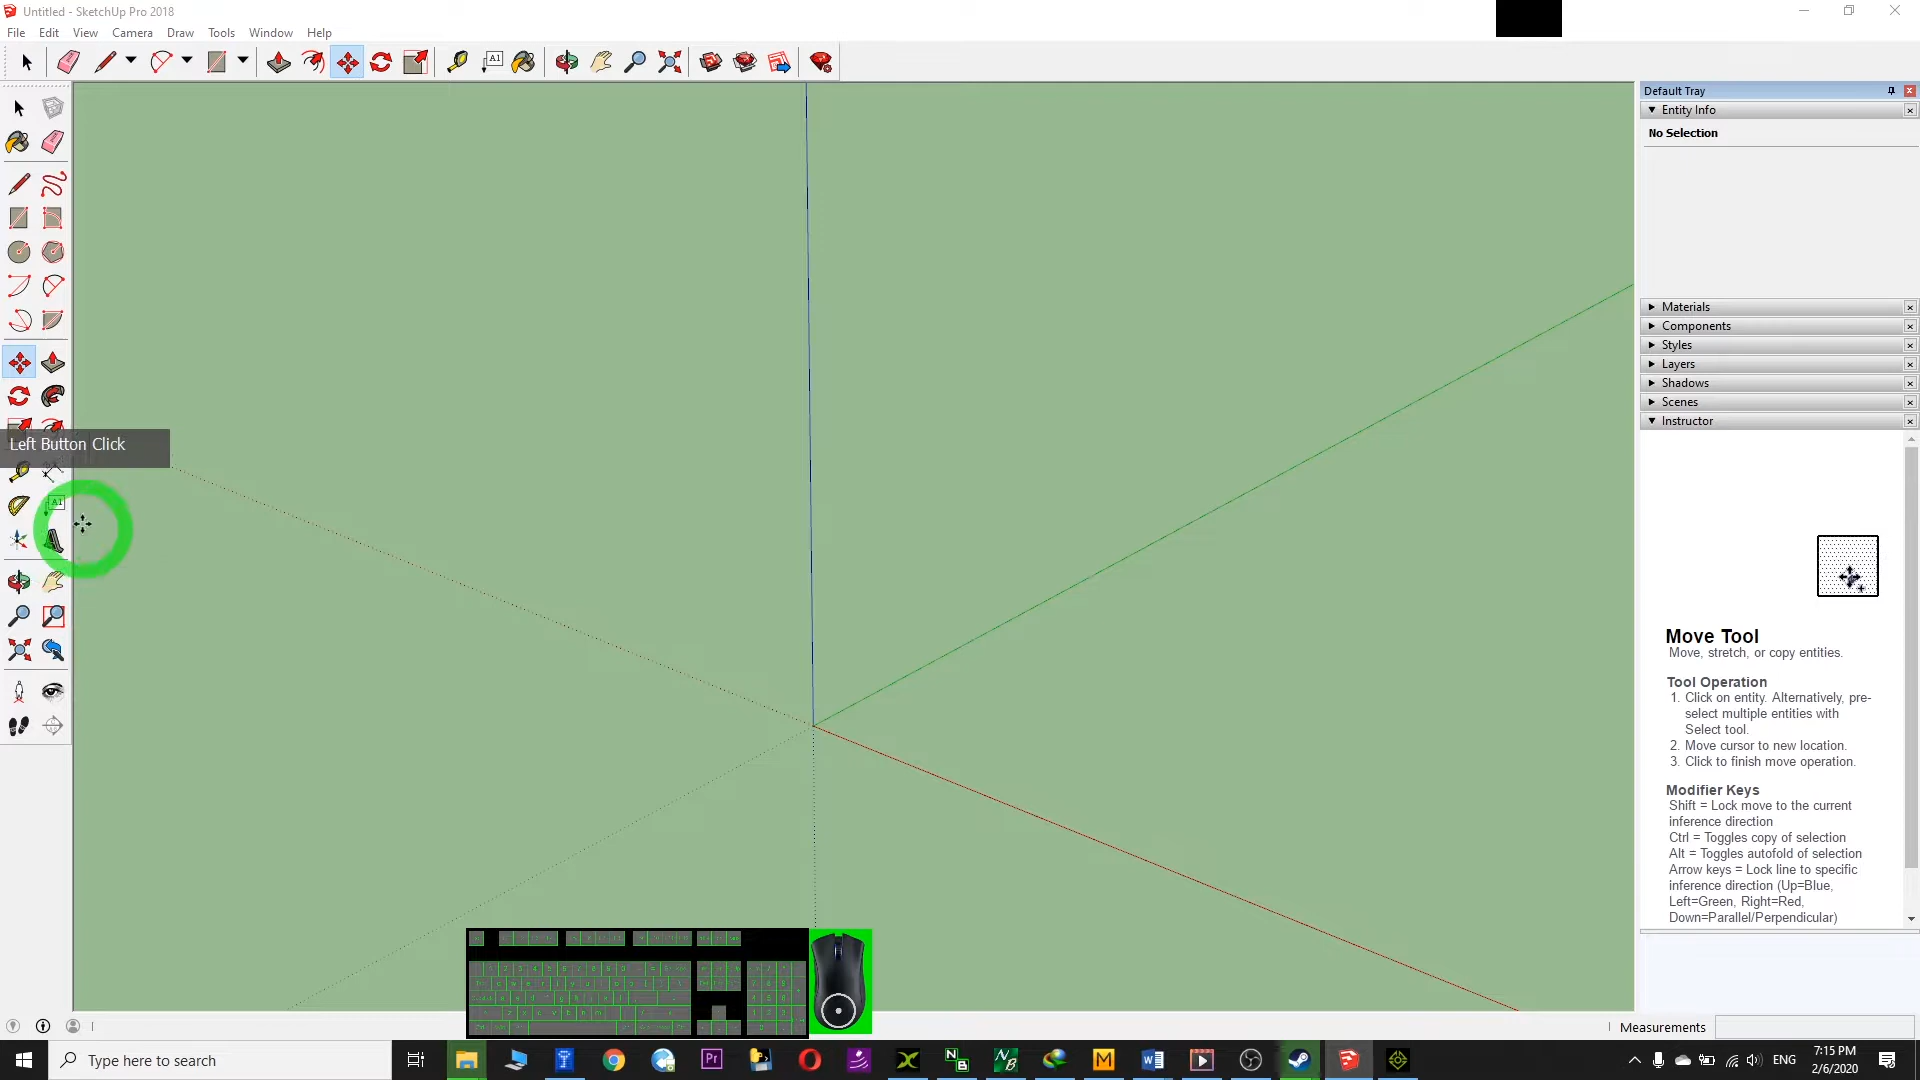 Untitled - SketchUp Pro 2018
File Edit View Camera Draw Tools Window Help
A1
Default Tray
Entity Info
No Selection
Materials
Components
Styles
Layers
Shadows
Scenes
Instructor
Left Button Click
A1
Move Tool
Move, stretch, or copy entities.
Tool Operation
1. Click on entity. Alternatively, pre-
select multiple entities with
Select tool.
2. Move cursor to new location.
3. Click to finish move operation.
Modifier Keys
Shift = Lock move to the current
inference direction
Ctrl = Toggles copy of selection
Alt = Toggles autofold of selection
Arrow keys = Lock line to specific
inference direction (Up=Blue,
Left=Green, Right=Red,
Down=Parallel/Perpendicular)
Measurements
Type here to search
Pr
N B
N B
M
W
ENG
7:15 PM
2/6/2020